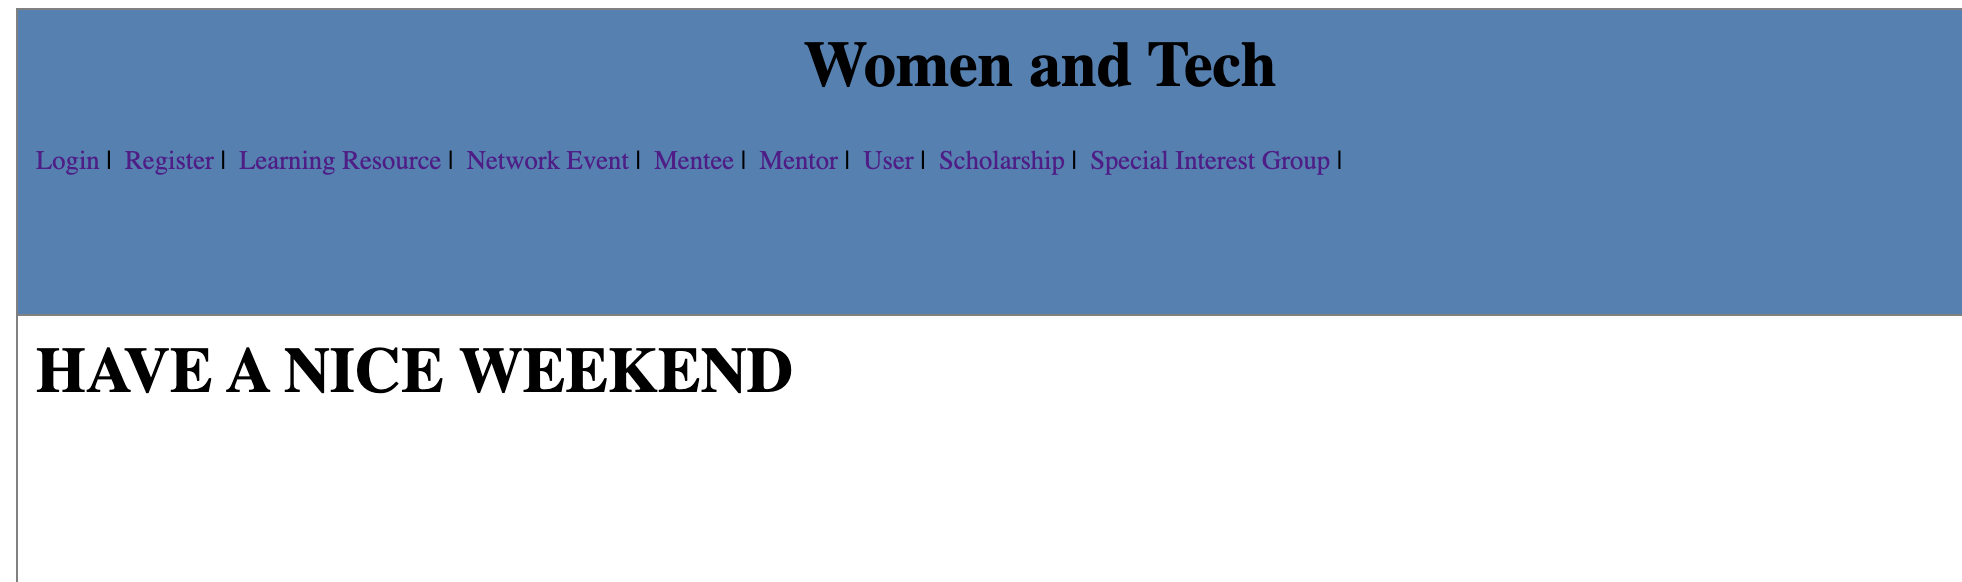 Women and Tech
Login | Register | Learning Resource | Network Event | Mentee | Mentor | User | Scholarship | Special Interest Group |
HAVE A NICE WEEKEND